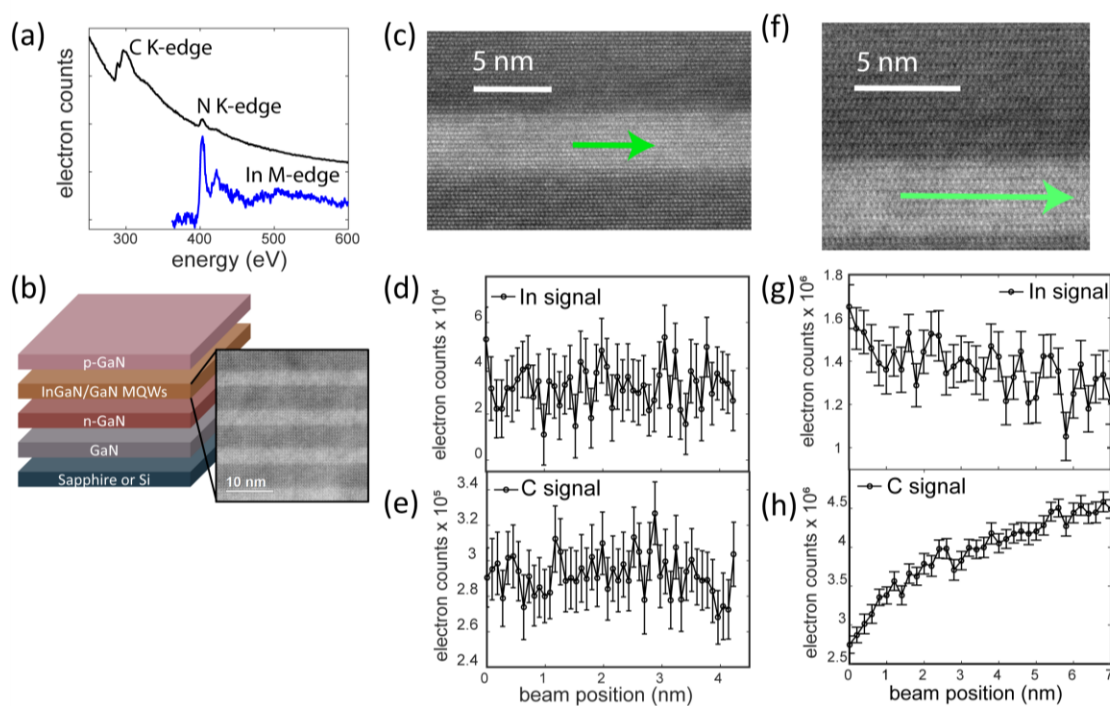 (a)
C K-edge
N K-edge
In M-edge
electron counts
300
400
500
600
energy (eV)
(b)
p-GaN
InGaN/GaN MQWs
n-GaN
GaN
Sapphire or Si
10 nm
(c)
5 nm
(d)
In signal
electron counts x 10⁴
6
4
2
0
(e)
C signal
electron counts x 10⁵
3.4
3.2
3
2.8
2.6
2.4
0
1
2
3
4
beam position (nm)
(f)
5 nm
(g)
In signal
electron counts x 10⁶
1.8
1.6
1.4
1.2
1
(h)
C signal
electron counts x 10⁶
4.5
4
3.5
3
2.5
0
1
2
3
4
5
6
7
beam position (nm)